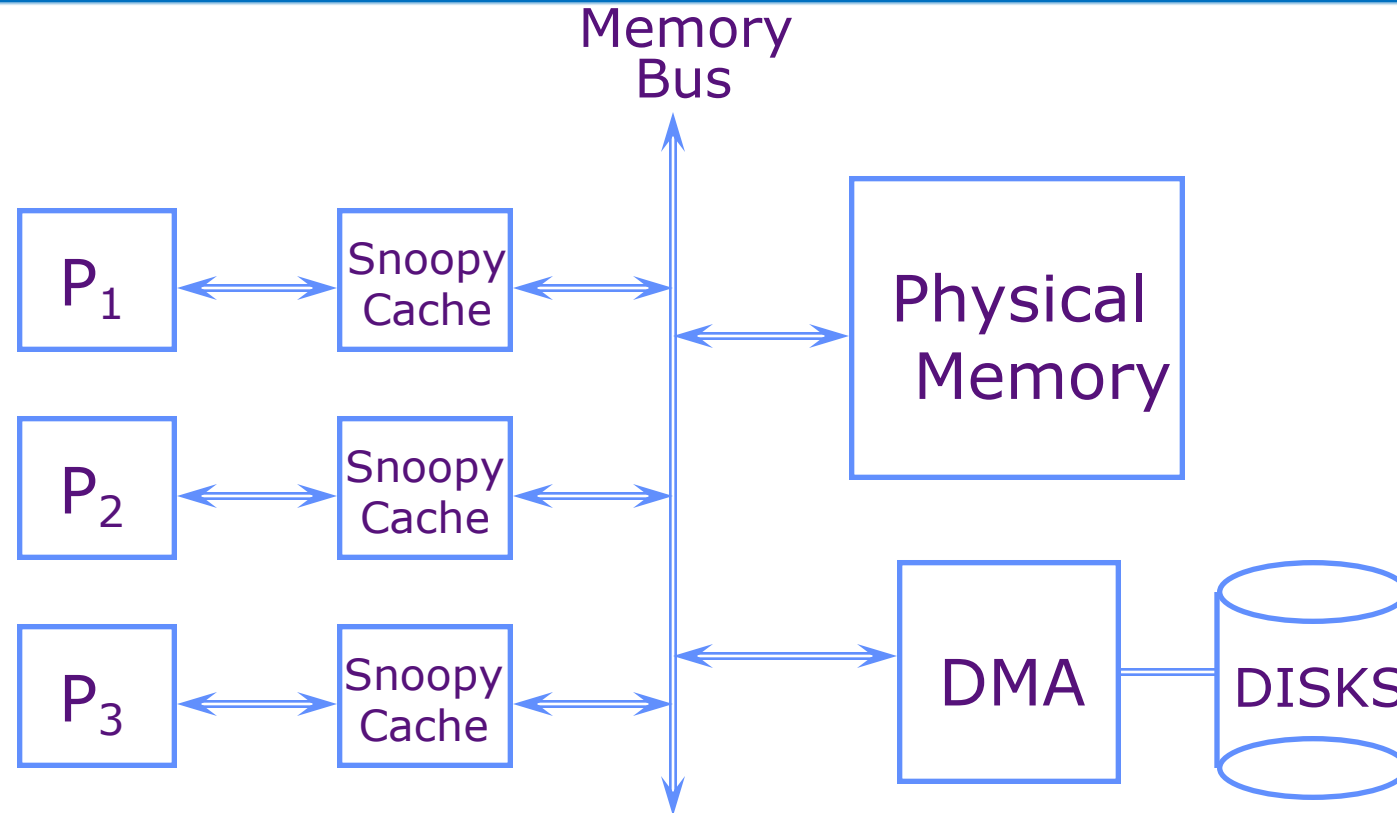 Memory
Bus
P₁
Snoopy
Cache
Physical
Memory
P₂
Snoopy
Cache
P₃
Snoopy
Cache
DMA
DISKS